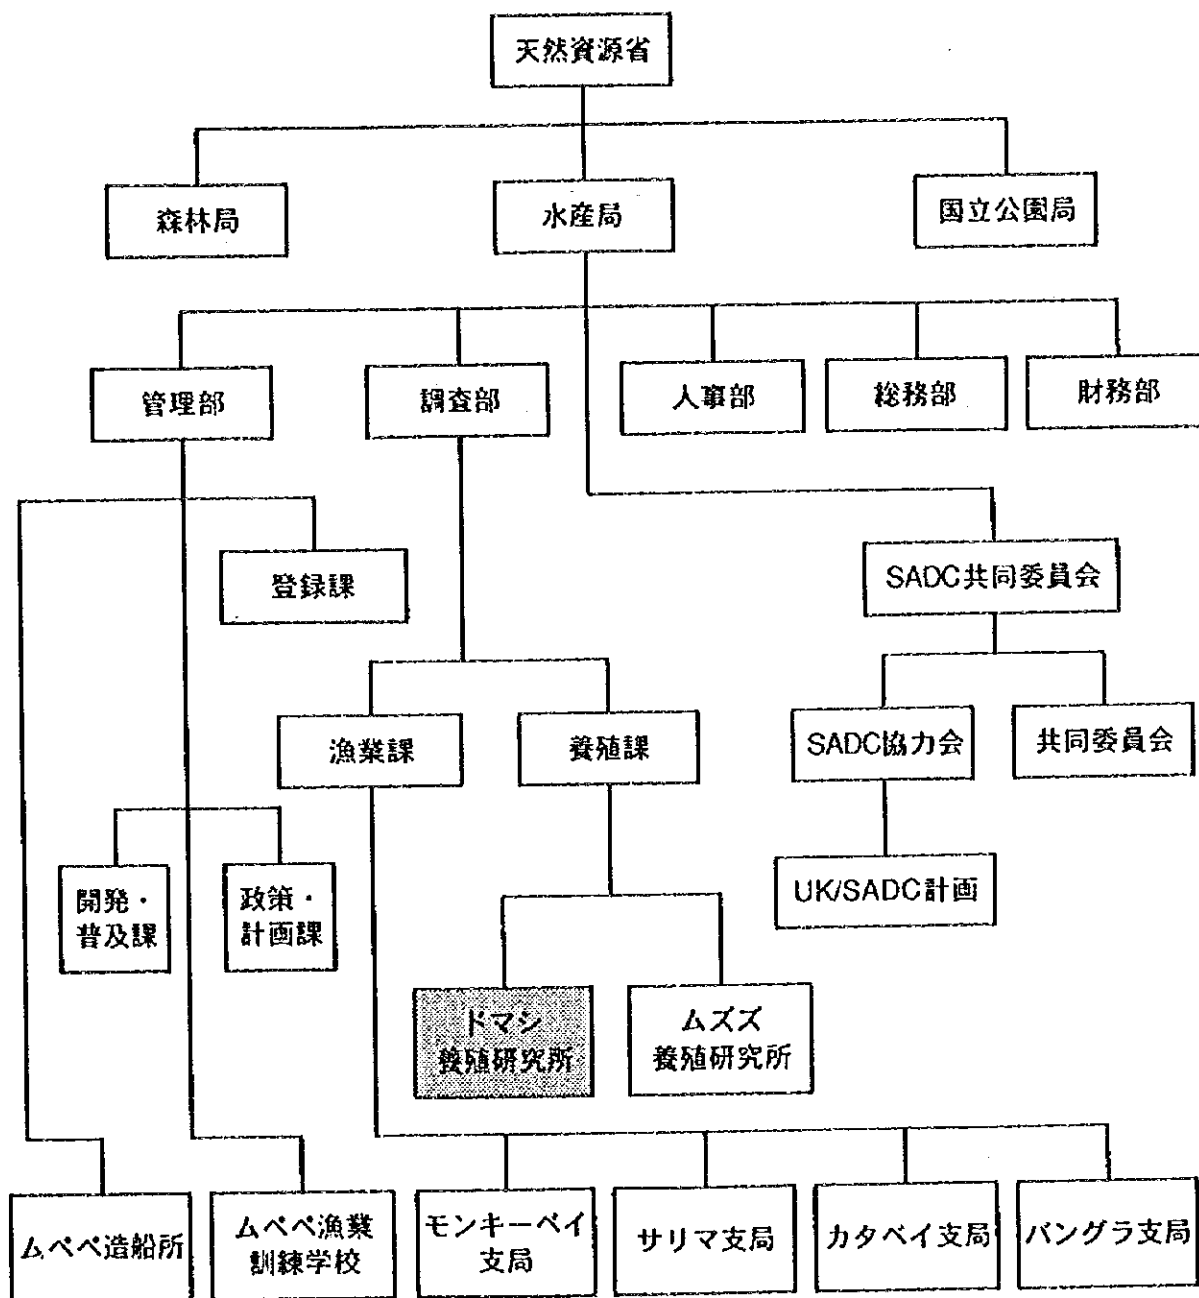 天然資源省
森林局
水産局
国立公園局
管理部
調査部
人事部
総務部
財務部
登録課
SADC共同委員会
漁業課
養殖課
SADC協力会
共同委員会
開発・
普及課
政策・
計画課
UK/SADC計画
ドマシ
養殖研究所
ムズズ
養殖研究所
ムペペ造船所
ムペペ漁業
訓練学校
モンキーベイ
支局
サリマ支局
カタベイ支局
バングラ支局